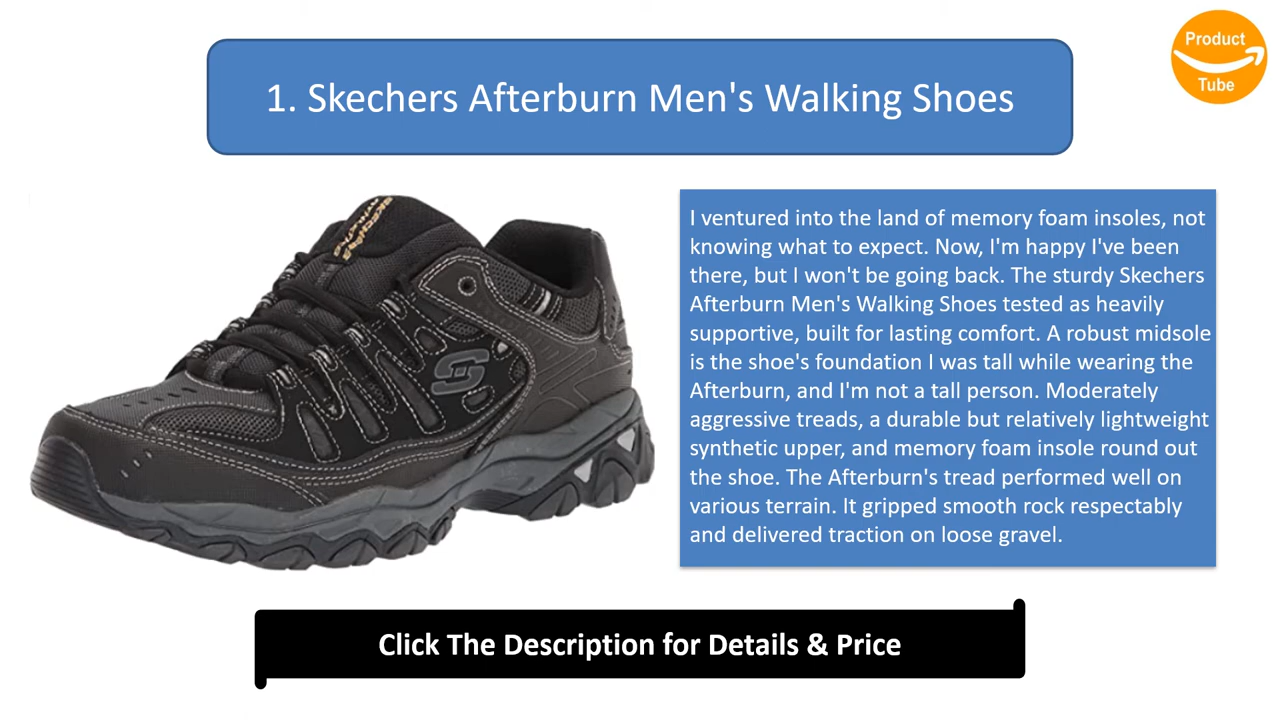 Product
Tube
1. Skechers Afterburn Men's Walking Shoes
SKECHERS
I ventured into the land of memory foam insoles, not
knowing what to expect. Now, I'm happy I've been
there, but I won't be going back. The sturdy Skechers
Afterburn Men's Walking Shoes tested as heavily
supportive, built for lasting comfort. A robust midsole
is the shoe's foundation I was tall while wearing the
Afterburn, and I'm not a tall person. Moderately
aggressive treads, a durable but relatively lightweight
synthetic upper, and memory foam insole round out
the shoe. The Afterburn's tread performed well on
various terrain. It gripped smooth rock respectably
and delivered traction on loose gravel.
Click The Description for Details & Price